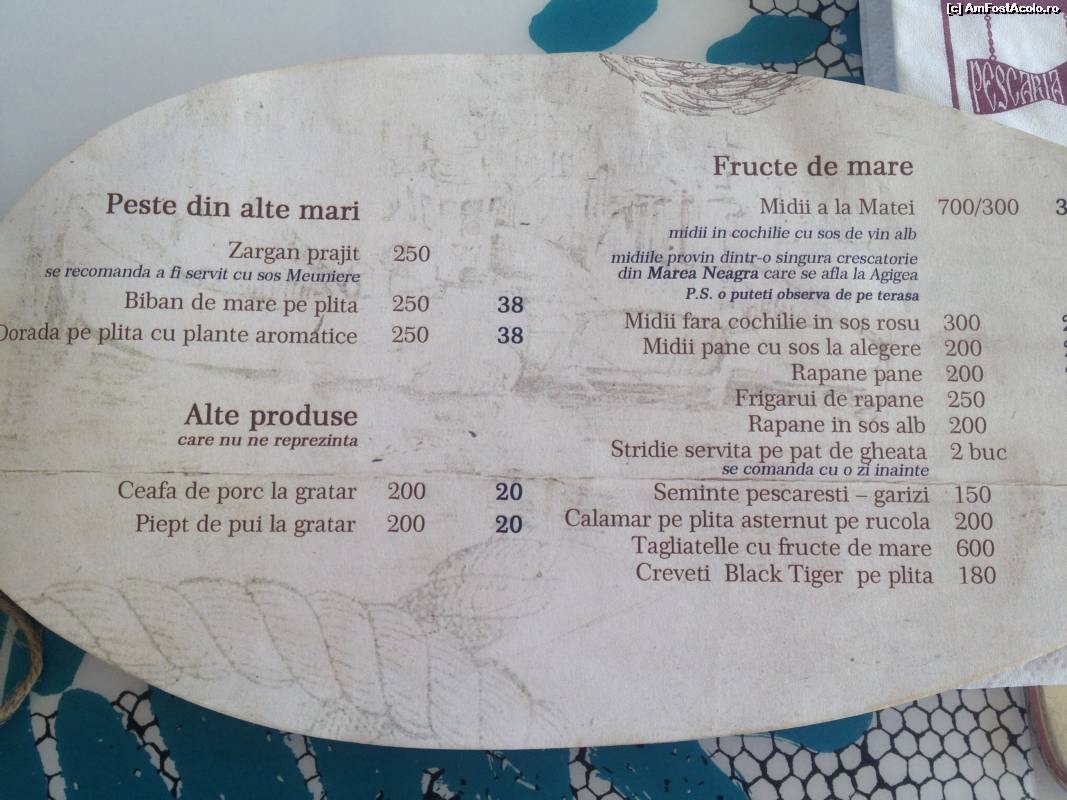 [c] AmFostAcolo.ro
PESCARIA
Peste din alte mari
Zargan prajit 250
se recomanda a fi servit cu sos Meuniere
Biban de mare pe plita 250 38
Dorada pe plita cu plante aromatice 250 38
Alte produse
care nu ne reprezinta
Ceafa de porc la gratar 200 20
Piept de pui la gratar 200 20
Fructe de mare
Midii a la Matei 700/300
midii in cochilie cu sos de vin alb
midiile provin dintr-o singura crescatorie
din Marea Neagra care se afla la Agigea
P.S. o puteti observa de pe terasa
Midii fara cochilie in sos rosu 300
Midii pane cu sos la alegere 200
Rapane pane 200
Frigarui de rapane 250
Rapane in sos alb 200
Stridie servita pe pat de gheata 2 buc
se comanda cu o zi inainte
Seminte pescaresti – garizi 150
Calamar pe plita asternut pe rucola 200
Tagliatelle cu fructe de mare 600
Creveti Black Tiger pe plita 180